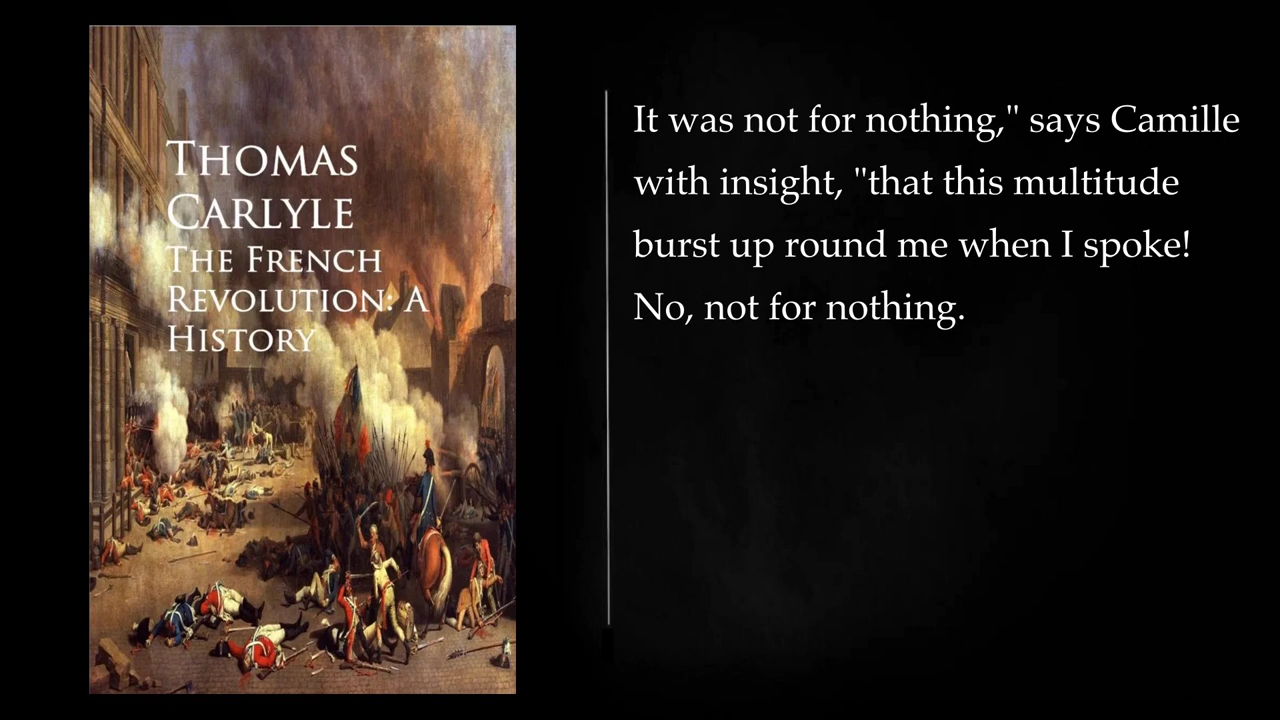 THOMAS
CARLYLE
THE FRENCH
REVOLUTION: A
HISTORY
It was not for nothing," says Camille
with insight, "that this multitude
burst up round me when I spoke!
No, not for nothing.